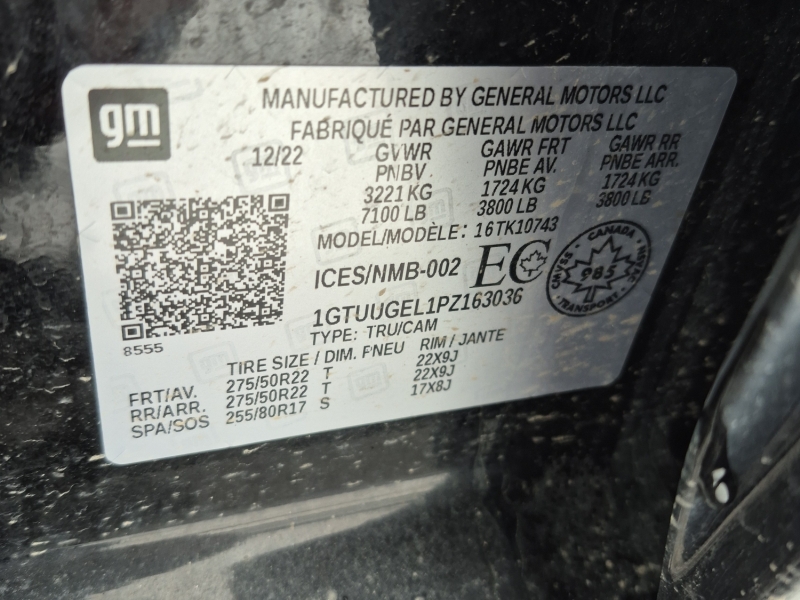 gm
MANUFACTURED BY GENERAL MOTORS LLC
FABRIQUÉ PAR GENERAL MOTORS LLC
12/22 GVWR GAWR FRT GAWR RR
PNBV PNBE AV. PNBE ARR.
3221 KG 1724 KG 1724 KG
7100 LB 3800 LB 3800 LB
MODEL/MODÈLE: 16TK10743
ICES/NMB-002 EC
CANADA
CMVSS 985 NSVAC
TRANSPORT
1GTUUGEL1PZ163036
TYPE: TRU/CAM
8555
TIRE SIZE / DIM. PNEU RIM / JANTE
FRT/AV. 275/50R22 T 22X9J
RR/ARR. 275/50R22 T 22X9J
SPA/SOS 255/80R17 S 17X8J